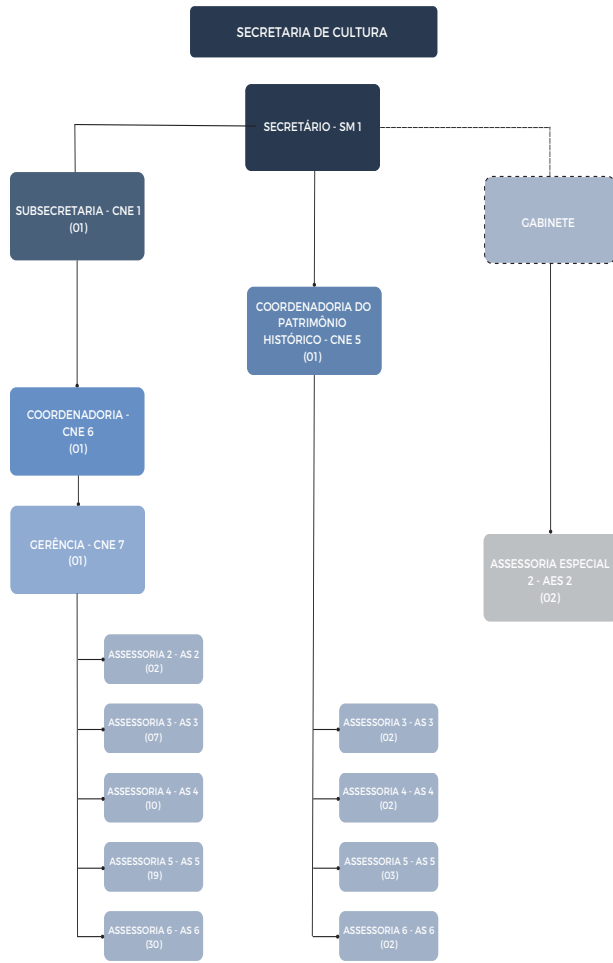 SECRETARIA DE CULTURA
SECRETÁRIO - SM 1
SUBSECRETARIA - CNE 1
(01)
GABINETE
COORDENADORIA DO
PATRIMÔNIO
HISTÓRICO - CNE 5
(01)
COORDENADORIA -
CNE 6
(01)
GERÊNCIA - CNE 7
(01)
ASSESSORIA ESPECIAL
2 - AES 2
(02)
ASSESSORIA 2 - AS 2
(02)
ASSESSORIA 3 - AS 3
(07)
ASSESSORIA 4 - AS 4
(10)
ASSESSORIA 5 - AS 5
(19)
ASSESSORIA 6 - AS 6
(30)
ASSESSORIA 3 - AS 3
(02)
ASSESSORIA 4 - AS 4
(02)
ASSESSORIA 5 - AS 5
(03)
ASSESSORIA 6 - AS 6
(02)